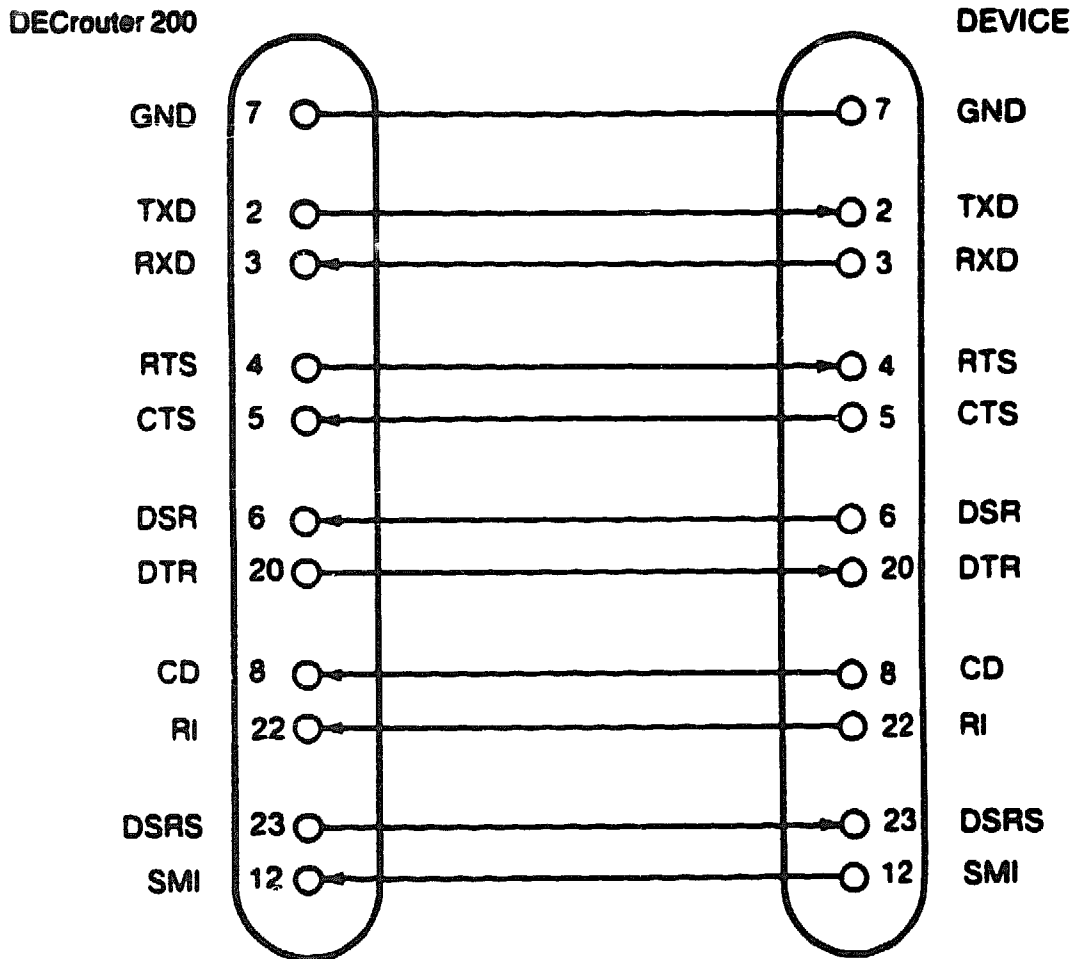 DECrouter 200 DEVICE
GND 7 7 GND
TXD 2 2 TXD
RXD 3 3 RXD
RTS 4 4 RTS
CTS 5 5 CTS
DSR 6 6 DSR
DTR 20 20 DTR
CD 8 8 CD
RI 22 22 RI
DSRS 23 23 DSRS
SMI 12 12 SMI